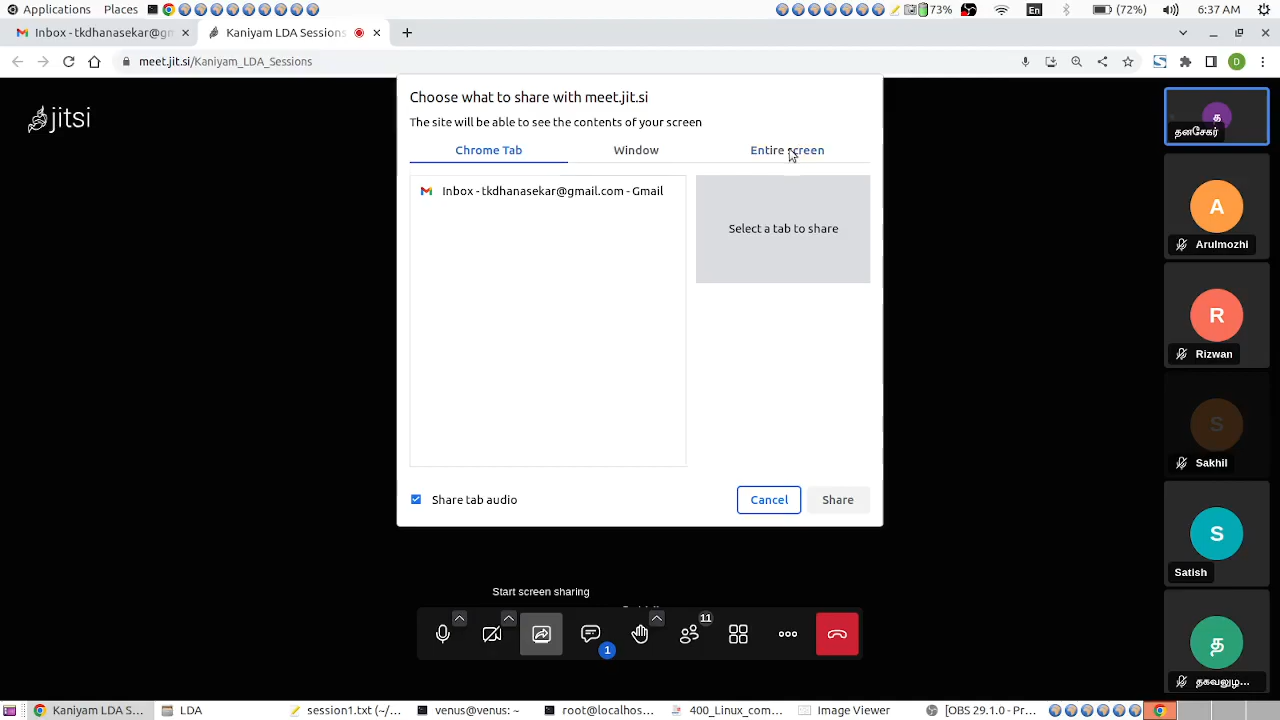 Applications Places 73% En (72%) 6:37 AM
Inbox - tkdhanasekar@gm Kaniyam LDA Sessions
meet.jit.si/Kaniyam_LDA_Sessions D
jitsi
Choose what to share with meet.jit.si
The site will be able to see the contents of your screen
Chrome Tab Window Entire screen
Inbox - tkdhanasekar@gmail.com - Gmail
Select a tab to share
Share tab audio Cancel Share
த
தனசேகர்
A
Arulmozhi
R
Rizwan
S
Sakhil
S
Satish
த
தகவலுழ...
Start screen sharing
11
1
Kaniyam LDA S... LDA session1.txt (~/... venus@venus: ~ root@localhos... 400_Linux_com... Image Viewer [OBS 29.1.0 - Pr...